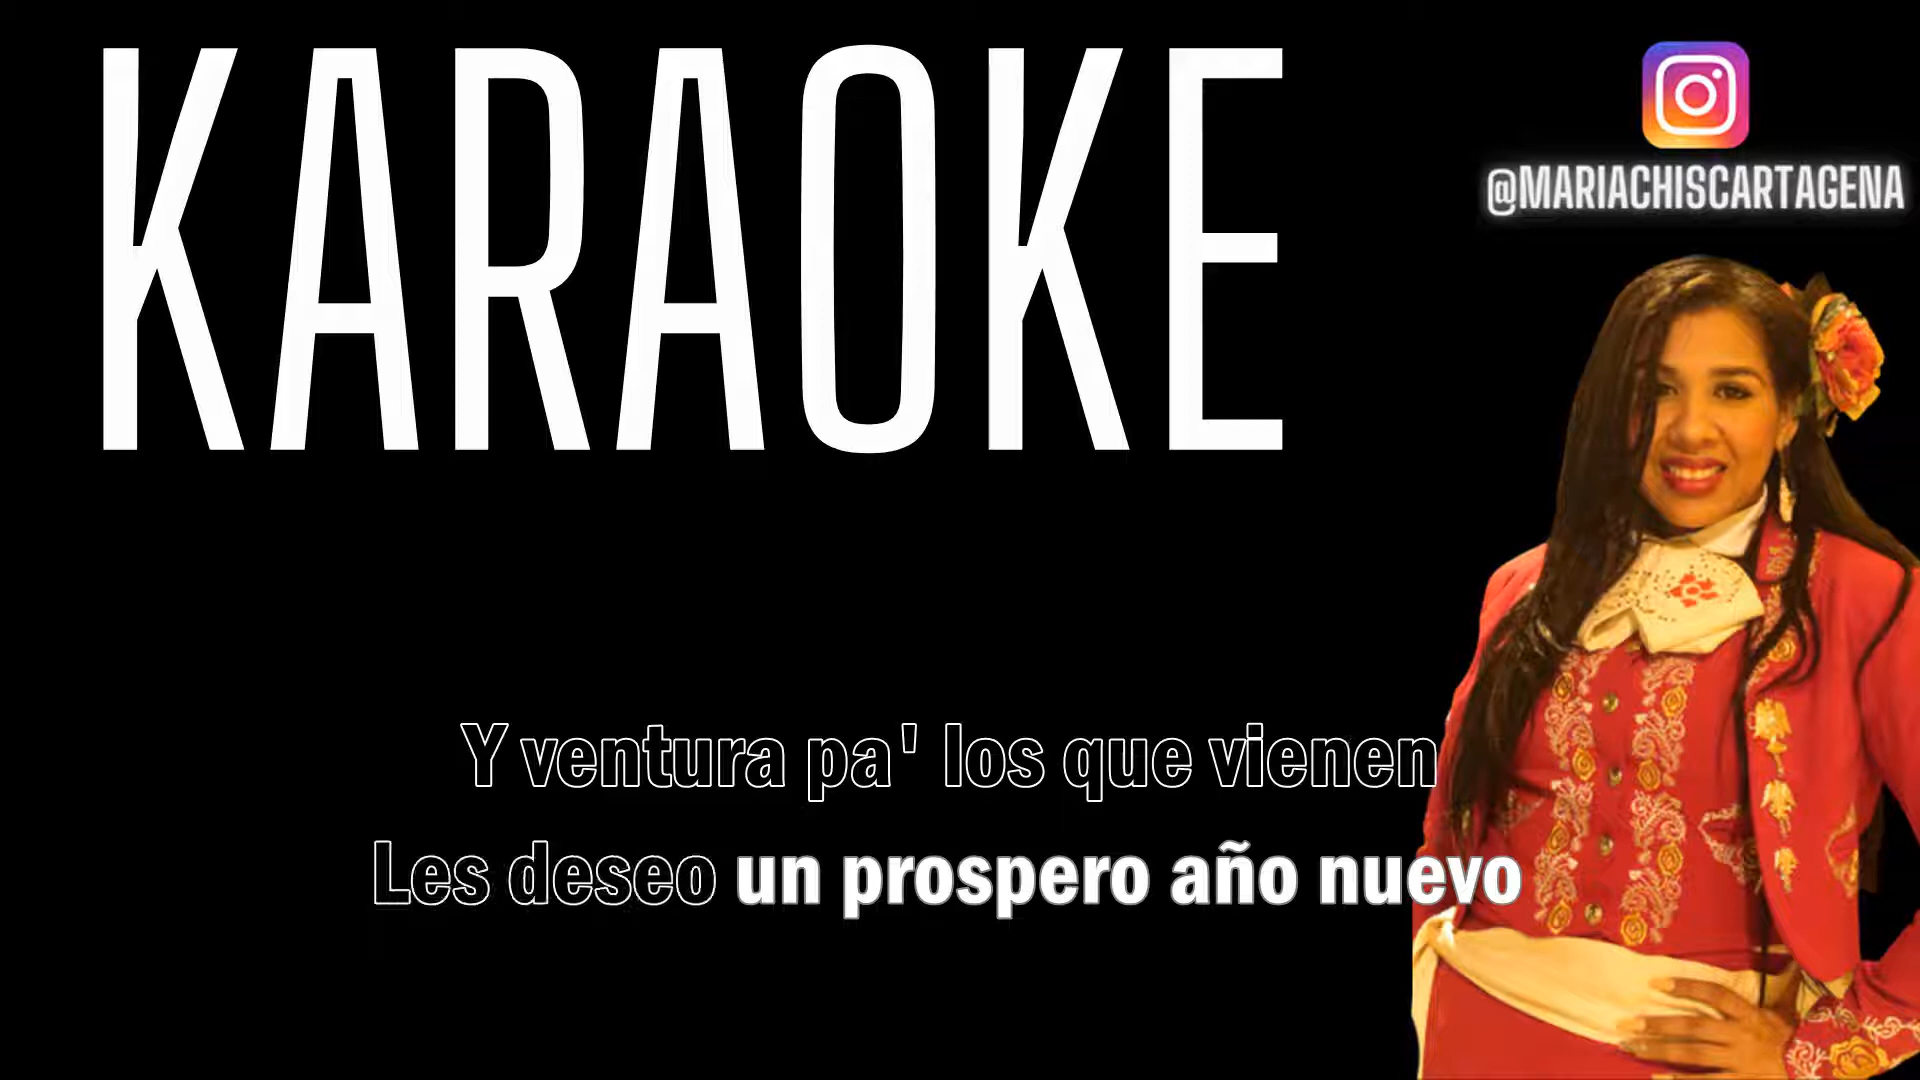 KARAOKE
@MARIACHISCARTAGENA
Y ventura pa' los que vienen
Les deseo un prospero año nuevo